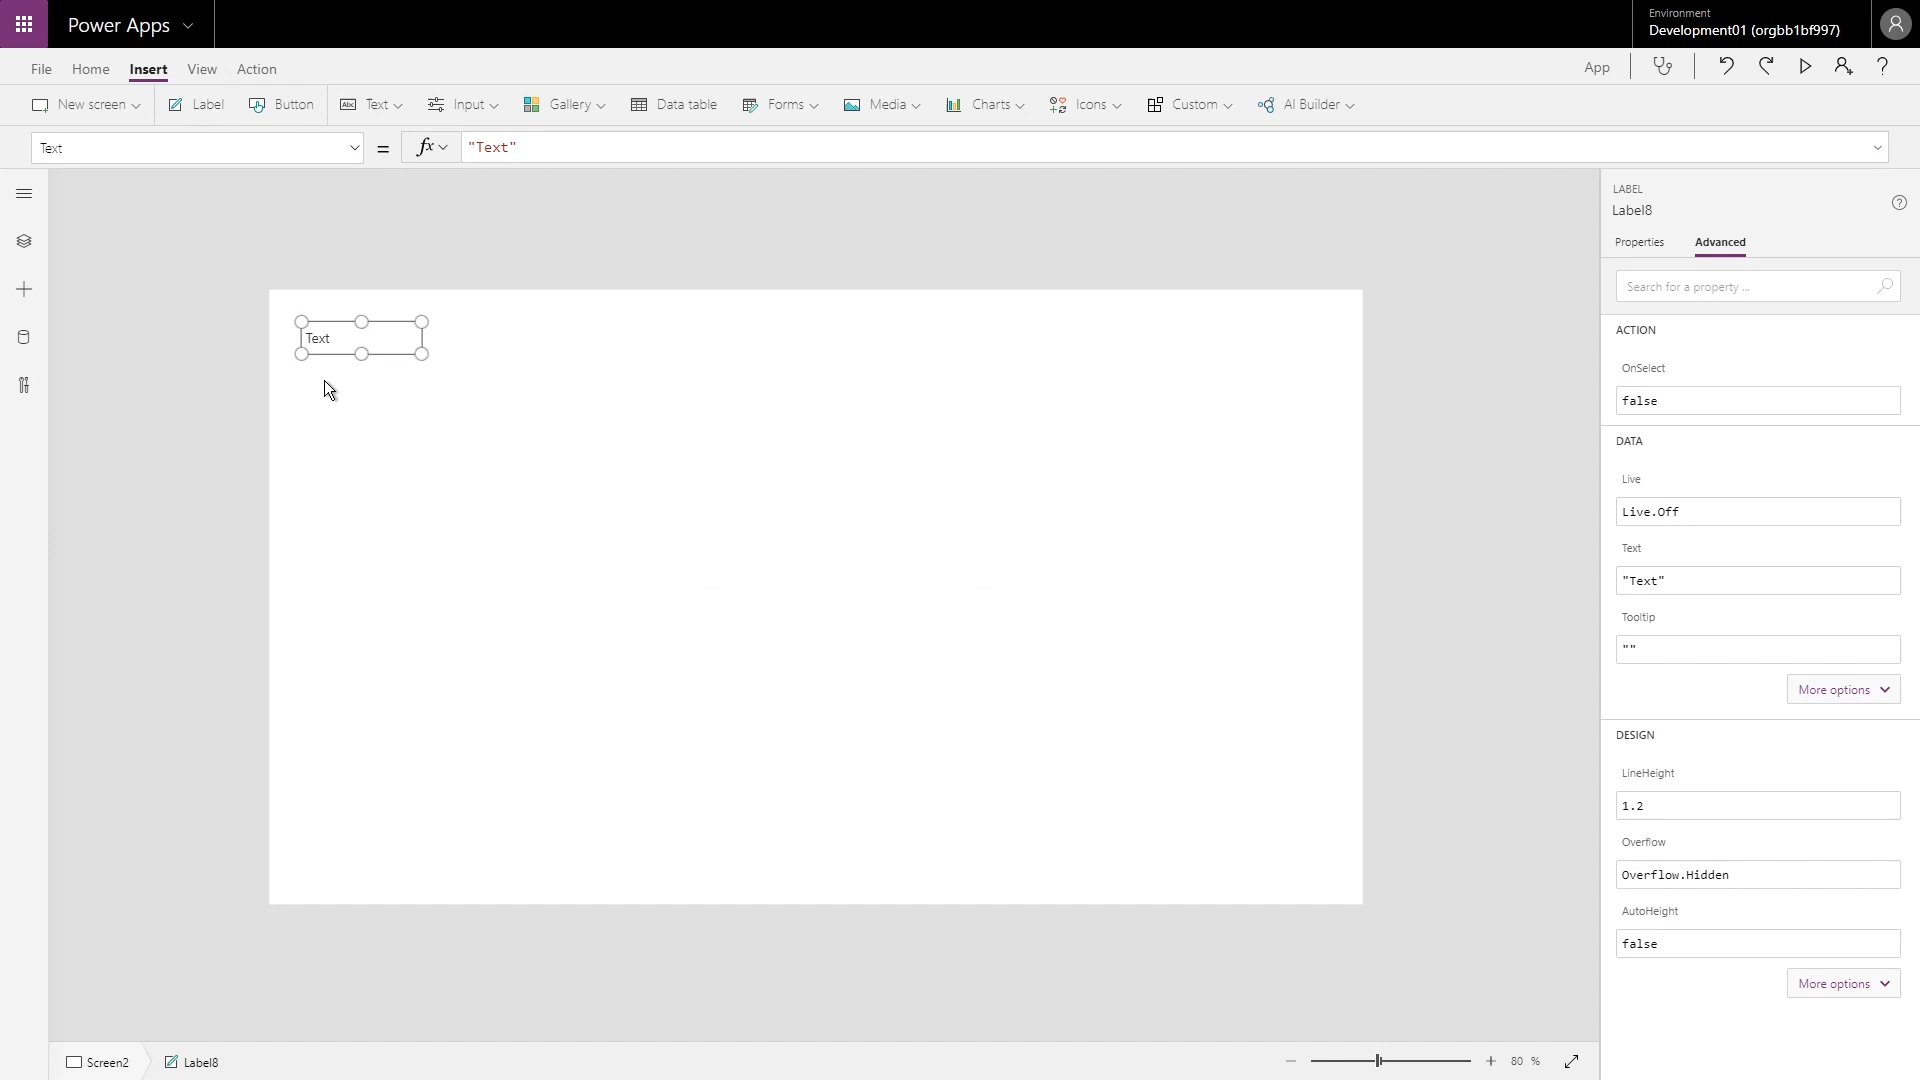 Power Apps
Environment
Development01 (orgbb1bf997)
File Home Insert View Action
App
New screen Label Button Text Input Gallery Data table Forms Media Charts Icons Custom AI Builder
Text = fx "Text"
LABEL
Label8
Properties Advanced
Search for a property ...
Text
ACTION
OnSelect
false
DATA
Live
Live.Off
Text
"Text"
Tooltip
""
More options
DESIGN
LineHeight
1.2
Overflow
Overflow.Hidden
AutoHeight
false
More options
Screen2 Label8
80 %